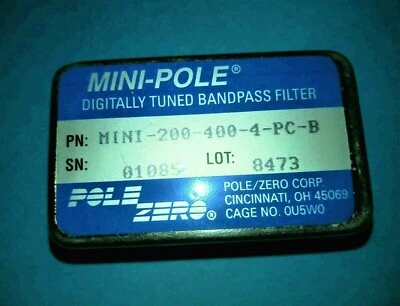 MINI-POLE®
DIGITALLY TUNED BANDPASS FILTER
PN: MINI-200-400-4-PC-B
SN: 01085 LOT: 8473
POLE ZERO®
POLE/ZERO CORP.
CINCINNATI, OH 45069
CAGE NO. 0U5W0